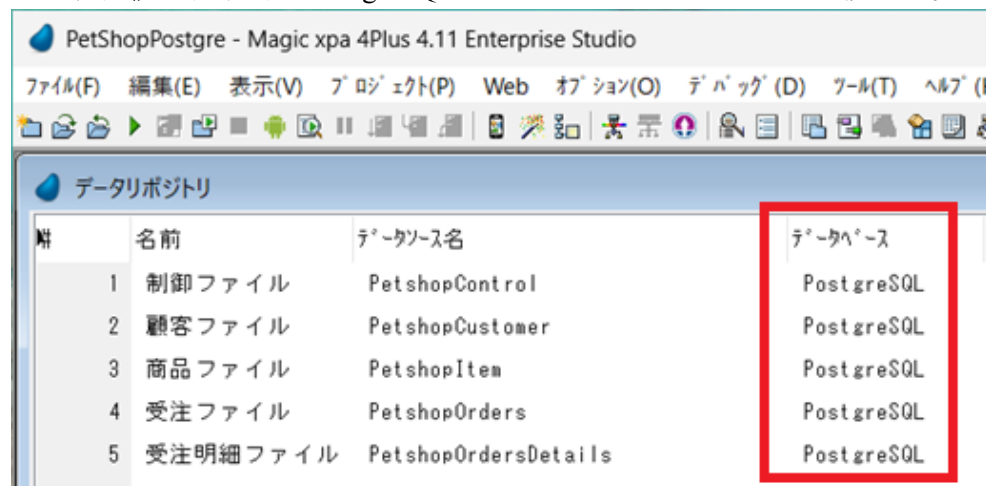 PetShopPostgre - Magic xpa 4Plus 4.11 Enterprise Studio
ﾌｧｲﾙ(F) 編集(E) 表示(V) ﾌﾟﾛｼﾞｪｸﾄ(P) Web ｵﾌﾟｼｮﾝ(O) ﾃﾞﾊﾞｯｸﾞ(D) ﾂｰﾙ(T) ﾍﾙﾌﾟ(
データリポジトリ
# 名前 ﾃﾞｰﾀｿｰｽ名 ﾃﾞｰﾀﾍﾞｰｽ
1 制御ファイル PetshopControl PostgreSQL
2 顧客ファイル PetshopCustomer PostgreSQL
3 商品ファイル PetshopItem PostgreSQL
4 受注ファイル PetshopOrders PostgreSQL
5 受注明細ファイル PetshopOrdersDetails PostgreSQL